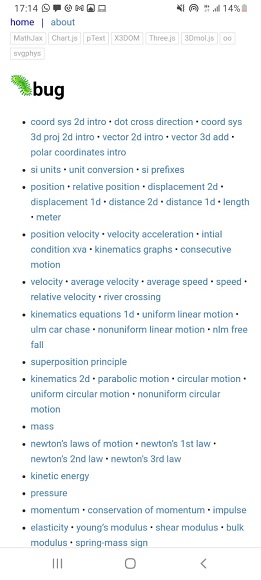 17:14 14%
home | about
MathJax Chart.js pText X3DOM Three.js 3Dmol.js oo
svgphys
bug
• coord sys 2d intro • dot cross direction • coord sys
3d proj 2d intro • vector 2d intro • vector 3d add •
polar coordinates intro
• si units • unit conversion • si prefixes
• position • relative position • displacement 2d •
displacement 1d • distance 2d • distance 1d • length
• meter
• position velocity • velocity acceleration • intial
condition xva • kinematics graphs • consecutive
motion
• velocity • average velocity • average speed • speed •
relative velocity • river crossing
• kinematics equations 1d • uniform linear motion •
ulm car chase • nonuniform linear motion • nlm free
fall
• superposition principle
• kinematics 2d • parabolic motion • circular motion •
uniform circular motion • nonuniform circular
motion
• mass
• newton's laws of motion • newton's 1st law •
newton's 2nd law • newton's 3rd law
• kinetic energy
• pressure
• momentum • conservation of momentum • impulse
• elasticity • young's modulus • shear modulus • bulk
modulus • spring-mass sign